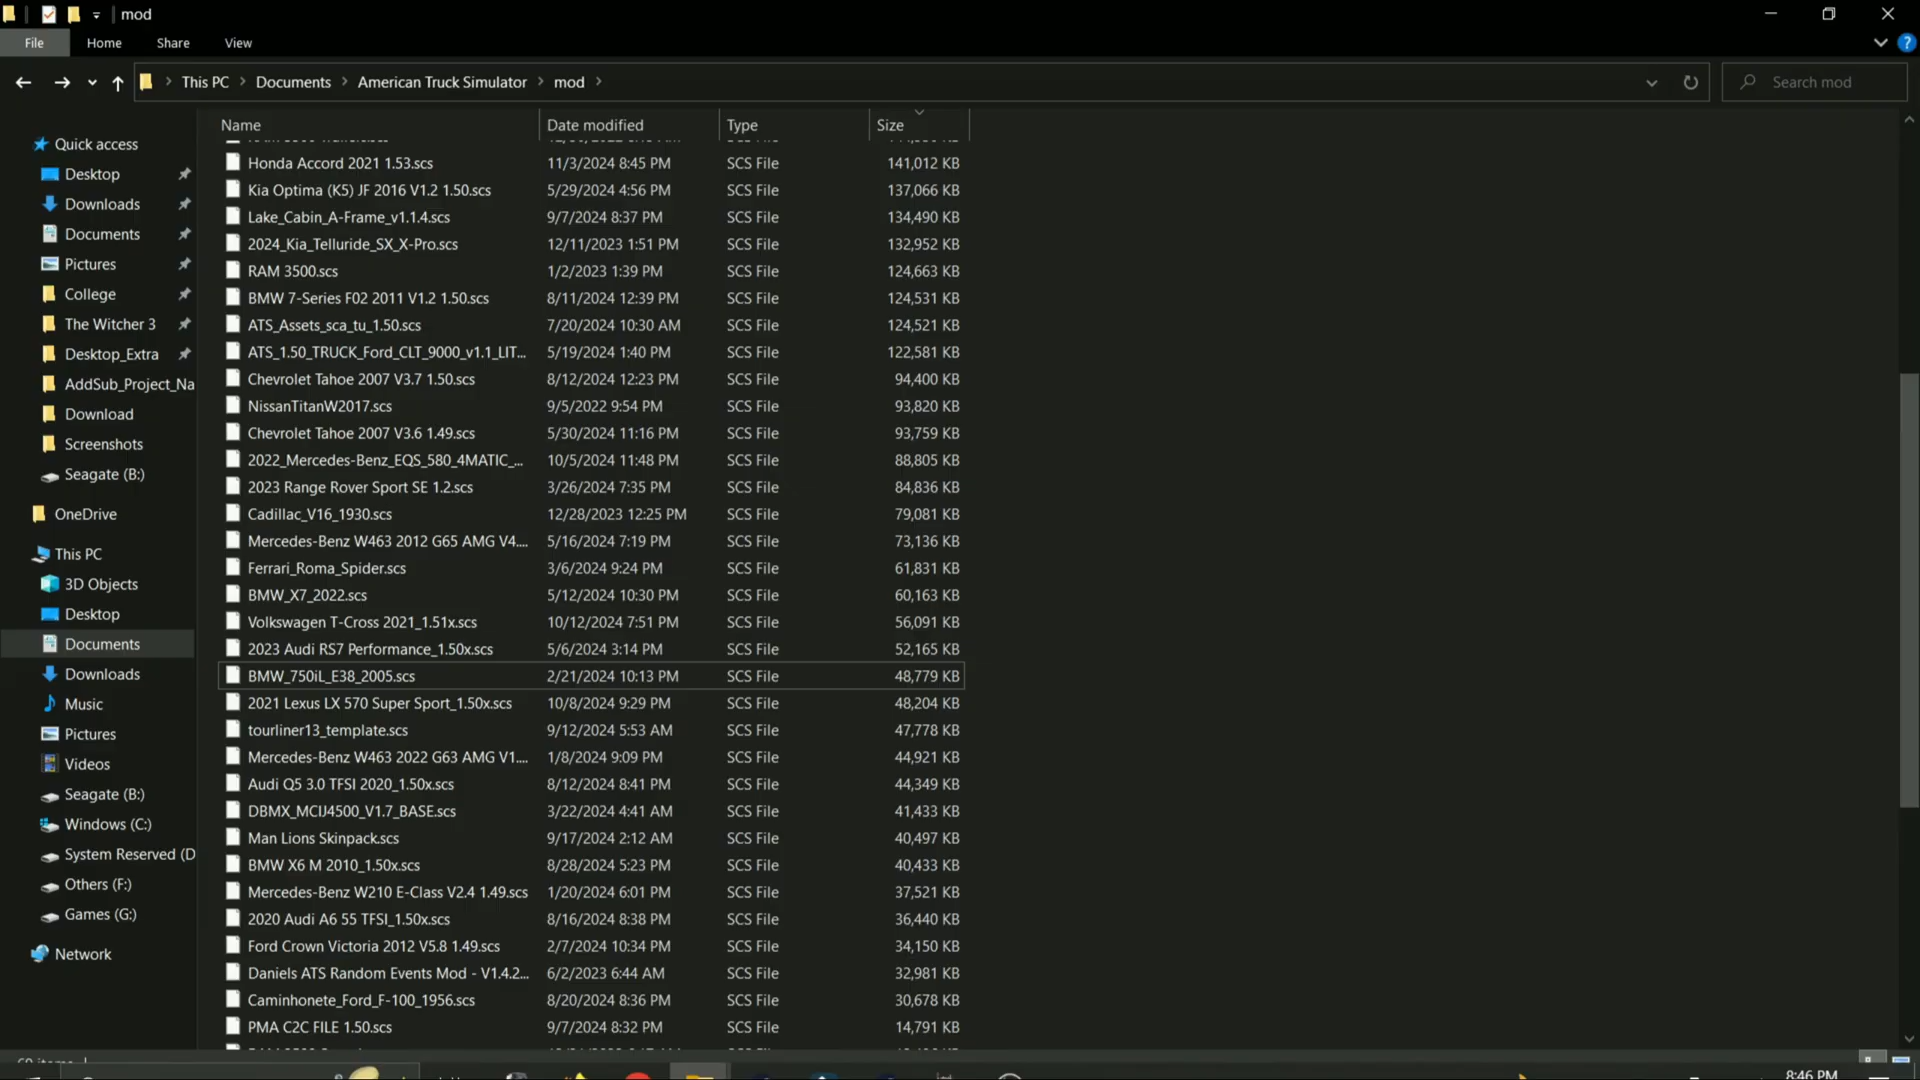 mod
File Home Share View
This PC Documents American Truck Simulator mod Search mod
Name Date modified Type Size
Quick access
Desktop
Downloads
Documents
Pictures
College
The Witcher 3
Desktop_Extra
AddSub_Project_Na
Download
Screenshots
Seagate (B:)
OneDrive
This PC
3D Objects
Desktop
Documents
Downloads
Music
Pictures
Videos
Seagate (B:)
Windows (C:)
System Reserved (D
Others (F:)
Games (G:)
Network
Honda Accord 2021 1.53.scs 11/3/2024 8:45 PM SCS File 141,012 KB
Kia Optima (K5) JF 2016 V1.2 1.50.scs 5/29/2024 4:56 PM SCS File 137,066 KB
Lake_Cabin_A-Frame_v1.1.4.scs 9/7/2024 8:37 PM SCS File 134,490 KB
2024_Kia_Telluride_SX_X-Pro.scs 12/11/2023 1:51 PM SCS File 132,952 KB
RAM 3500.scs 1/2/2023 1:39 PM SCS File 124,663 KB
BMW 7-Series F02 2011 V1.2 1.50.scs 8/11/2024 12:39 PM SCS File 124,531 KB
ATS_Assets_sca_tu_1.50.scs 7/20/2024 10:30 AM SCS File 124,521 KB
ATS_1.50_TRUCK_Ford_CLT_9000_v1.1_LIT... 5/19/2024 1:40 PM SCS File 122,581 KB
Chevrolet Tahoe 2007 V3.7 1.50.scs 8/12/2024 12:23 PM SCS File 94,400 KB
NissanTitanW2017.scs 9/5/2022 9:54 PM SCS File 93,820 KB
Chevrolet Tahoe 2007 V3.6 1.49.scs 5/30/2024 11:16 PM SCS File 93,759 KB
2022_Mercedes-Benz_EQS_580_4MATIC_... 10/5/2024 11:48 PM SCS File 88,805 KB
2023 Range Rover Sport SE 1.2.scs 3/26/2024 7:35 PM SCS File 84,836 KB
Cadillac_V16_1930.scs 12/28/2023 12:25 PM SCS File 79,081 KB
Mercedes-Benz W463 2012 G65 AMG V4.... 5/16/2024 7:19 PM SCS File 73,136 KB
Ferrari_Roma_Spider.scs 3/6/2024 9:24 PM SCS File 61,831 KB
BMW_X7_2022.scs 5/12/2024 10:30 PM SCS File 60,163 KB
Volkswagen T-Cross 2021_1.51x.scs 10/12/2024 7:51 PM SCS File 56,091 KB
2023 Audi RS7 Performance_1.50x.scs 5/6/2024 3:14 PM SCS File 52,165 KB
BMW_750iL_E38_2005.scs 2/21/2024 10:13 PM SCS File 48,779 KB
2021 Lexus LX 570 Super Sport_1.50x.scs 10/8/2024 9:29 PM SCS File 48,204 KB
tourliner13_template.scs 9/12/2024 5:53 AM SCS File 47,778 KB
Mercedes-Benz W463 2022 G63 AMG V1.... 1/8/2024 9:09 PM SCS File 44,921 KB
Audi Q5 3.0 TFSI 2020_1.50x.scs 8/12/2024 8:41 PM SCS File 44,349 KB
DBMX_MCIJ4500_V1.7_BASE.scs 3/22/2024 4:41 AM SCS File 41,433 KB
Man Lions Skinpack.scs 9/17/2024 2:12 AM SCS File 40,497 KB
BMW X6 M 2010_1.50x.scs 8/28/2024 5:23 PM SCS File 40,433 KB
Mercedes-Benz W210 E-Class V2.4 1.49.scs 1/20/2024 6:01 PM SCS File 37,521 KB
2020 Audi A6 55 TFSI_1.50x.scs 8/16/2024 8:38 PM SCS File 36,440 KB
Ford Crown Victoria 2012 V5.8 1.49.scs 2/7/2024 10:34 PM SCS File 34,150 KB
Daniels ATS Random Events Mod - V1.4.2... 6/2/2023 6:44 AM SCS File 32,981 KB
Caminhonete_Ford_F-100_1956.scs 8/20/2024 8:36 PM SCS File 30,678 KB
PMA C2C FILE 1.50.scs 9/7/2024 8:32 PM SCS File 14,791 KB
8:46 PM